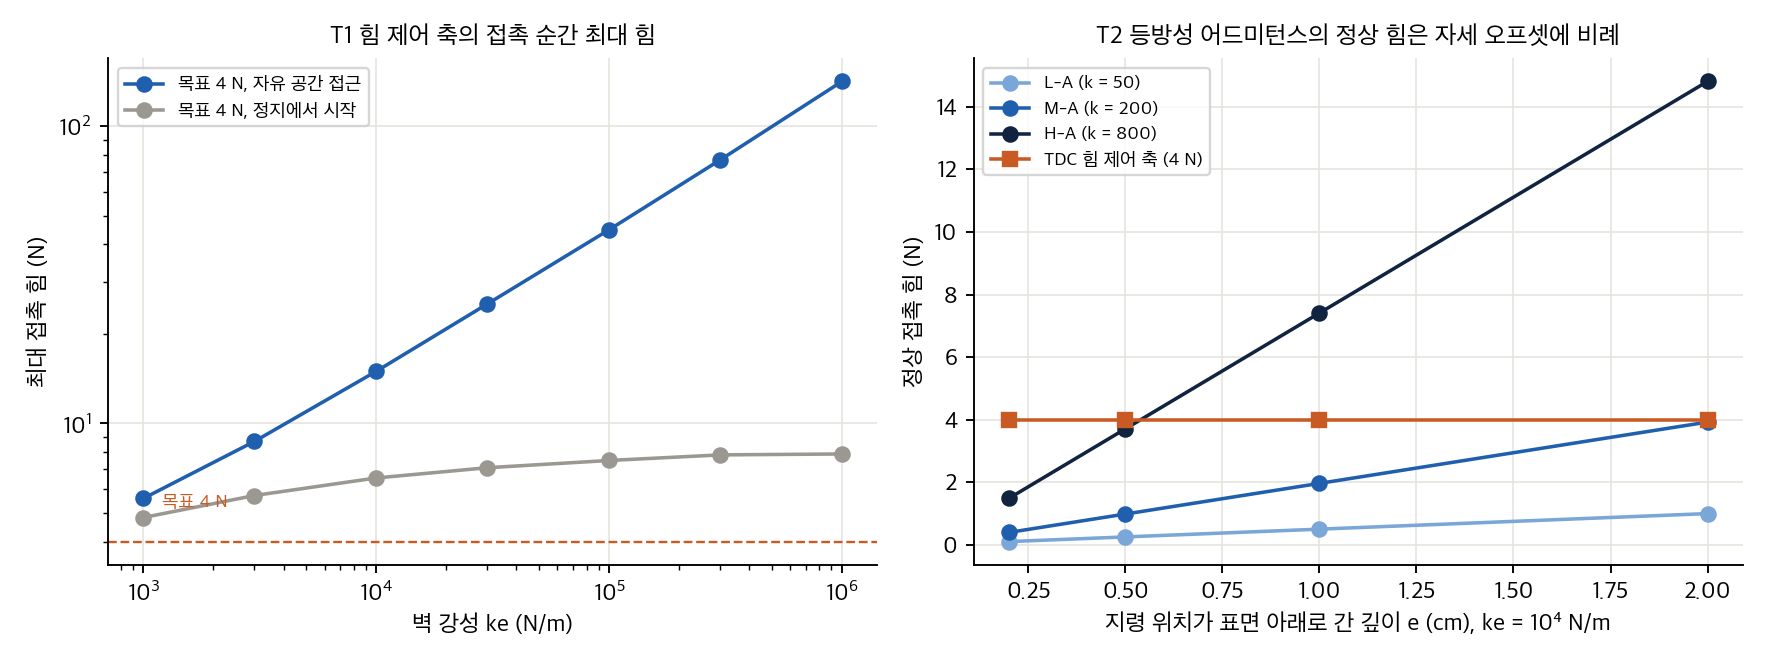 T1 힘 제어 축의 접촉 순간 최대 힘
목표 4 N, 자유 공간 접근
목표 4 N, 정지에서 시작
10²
10¹
최대 접촉 힘 (N)
목표 4 N
10³ 10⁴ 10⁵ 10⁶
벽 강성 ke (N/m)
T2 등방성 어드미턴스의 정상 힘은 자세 오프셋에 비례
L-A (k = 50)
M-A (k = 200)
H-A (k = 800)
TDC 힘 제어 축 (4 N)
14
12
10
8
6
4
2
0
정상 접촉 힘 (N)
0.25 0.50 0.75 1.00 1.25 1.50 1.75 2.00
지령 위치가 표면 아래로 간 깊이 e (cm), ke = 10⁴ N/m